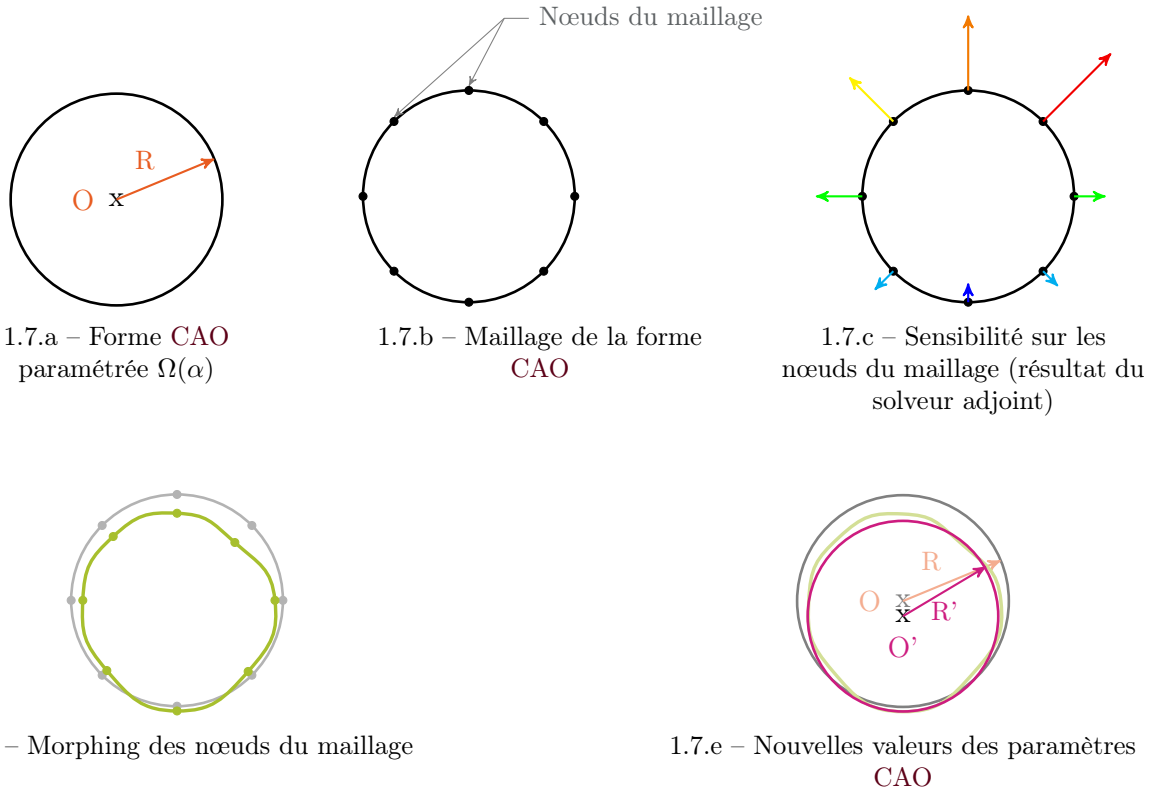 Nœuds du maillage
R
O
x
1.7.a – Forme CAO
paramétrée Ω(α)
1.7.b – Maillage de la forme
CAO
1.7.c – Sensibilité sur les
nœuds du maillage (résultat du
solveur adjoint)
R
O
x
R'
x
O'
– Morphing des nœuds du maillage
1.7.e – Nouvelles valeurs des paramètres
CAO